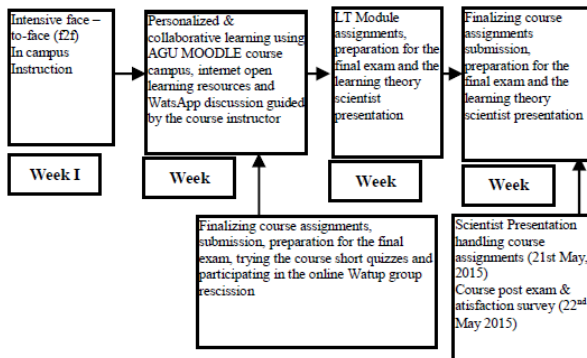 Intensive face –
to-face (f2f)
In campus
Instruction
Personalized &
collaborative learning using
AGU MOODLE course
campus, internet open
learning resources and
WatsApp discussion guided
by the course instructor
LT Module
assignments,
preparation for the
final exam and the
learning theory
scientist
presentation
Finalizing course
assignments
submission,
preparation for the
final exam and the
learning theory
scientist presentation
Week I
Week
Week
Week
Finalizing course assignments,
submission, preparation for the final
exam, trying the course short quizzes and
participating in the online Watup group
rescission
Scientist Presentation
handling course
assignments (21st May,
2015)
Course post exam &
atisfaction survey (22nd
May 2015)